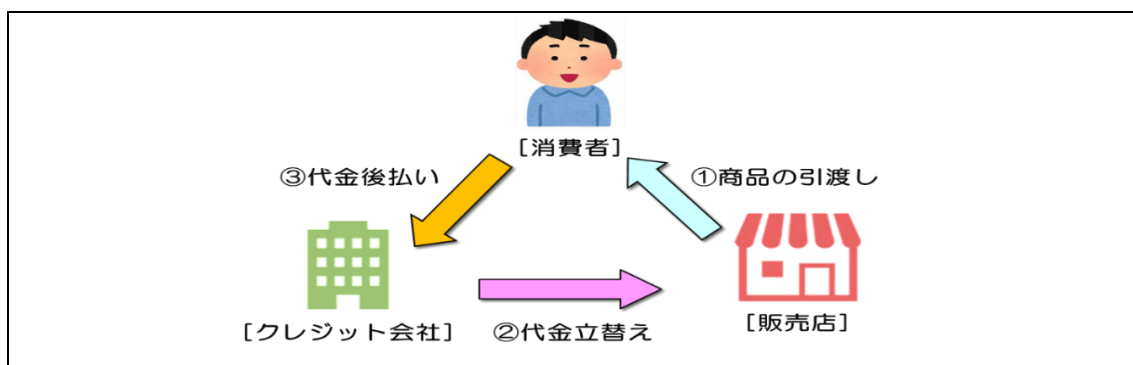 [消費者]
③代金後払い
①商品の引渡し
[クレジット会社]
②代金立替え
[販売店]